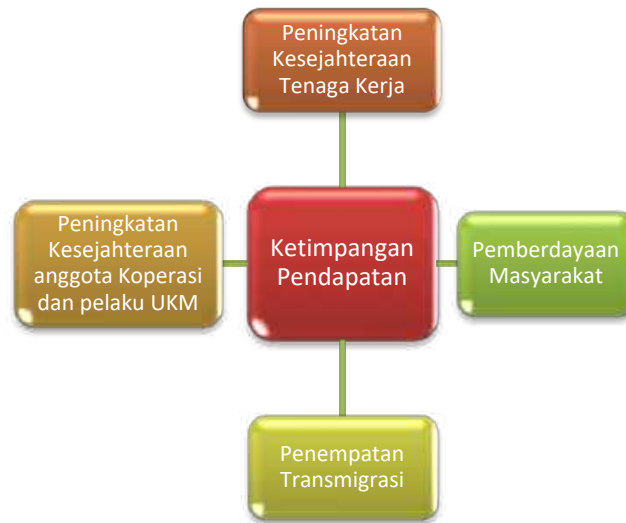 Peningkatan
Kesejahteraan
Tenaga Kerja
Peningkatan
Kesejahteraan
anggota Koperasi
dan pelaku UKM
Ketimpangan
Pendapatan
Pemberdayaan
Masyarakat
Penempatan
Transmigrasi